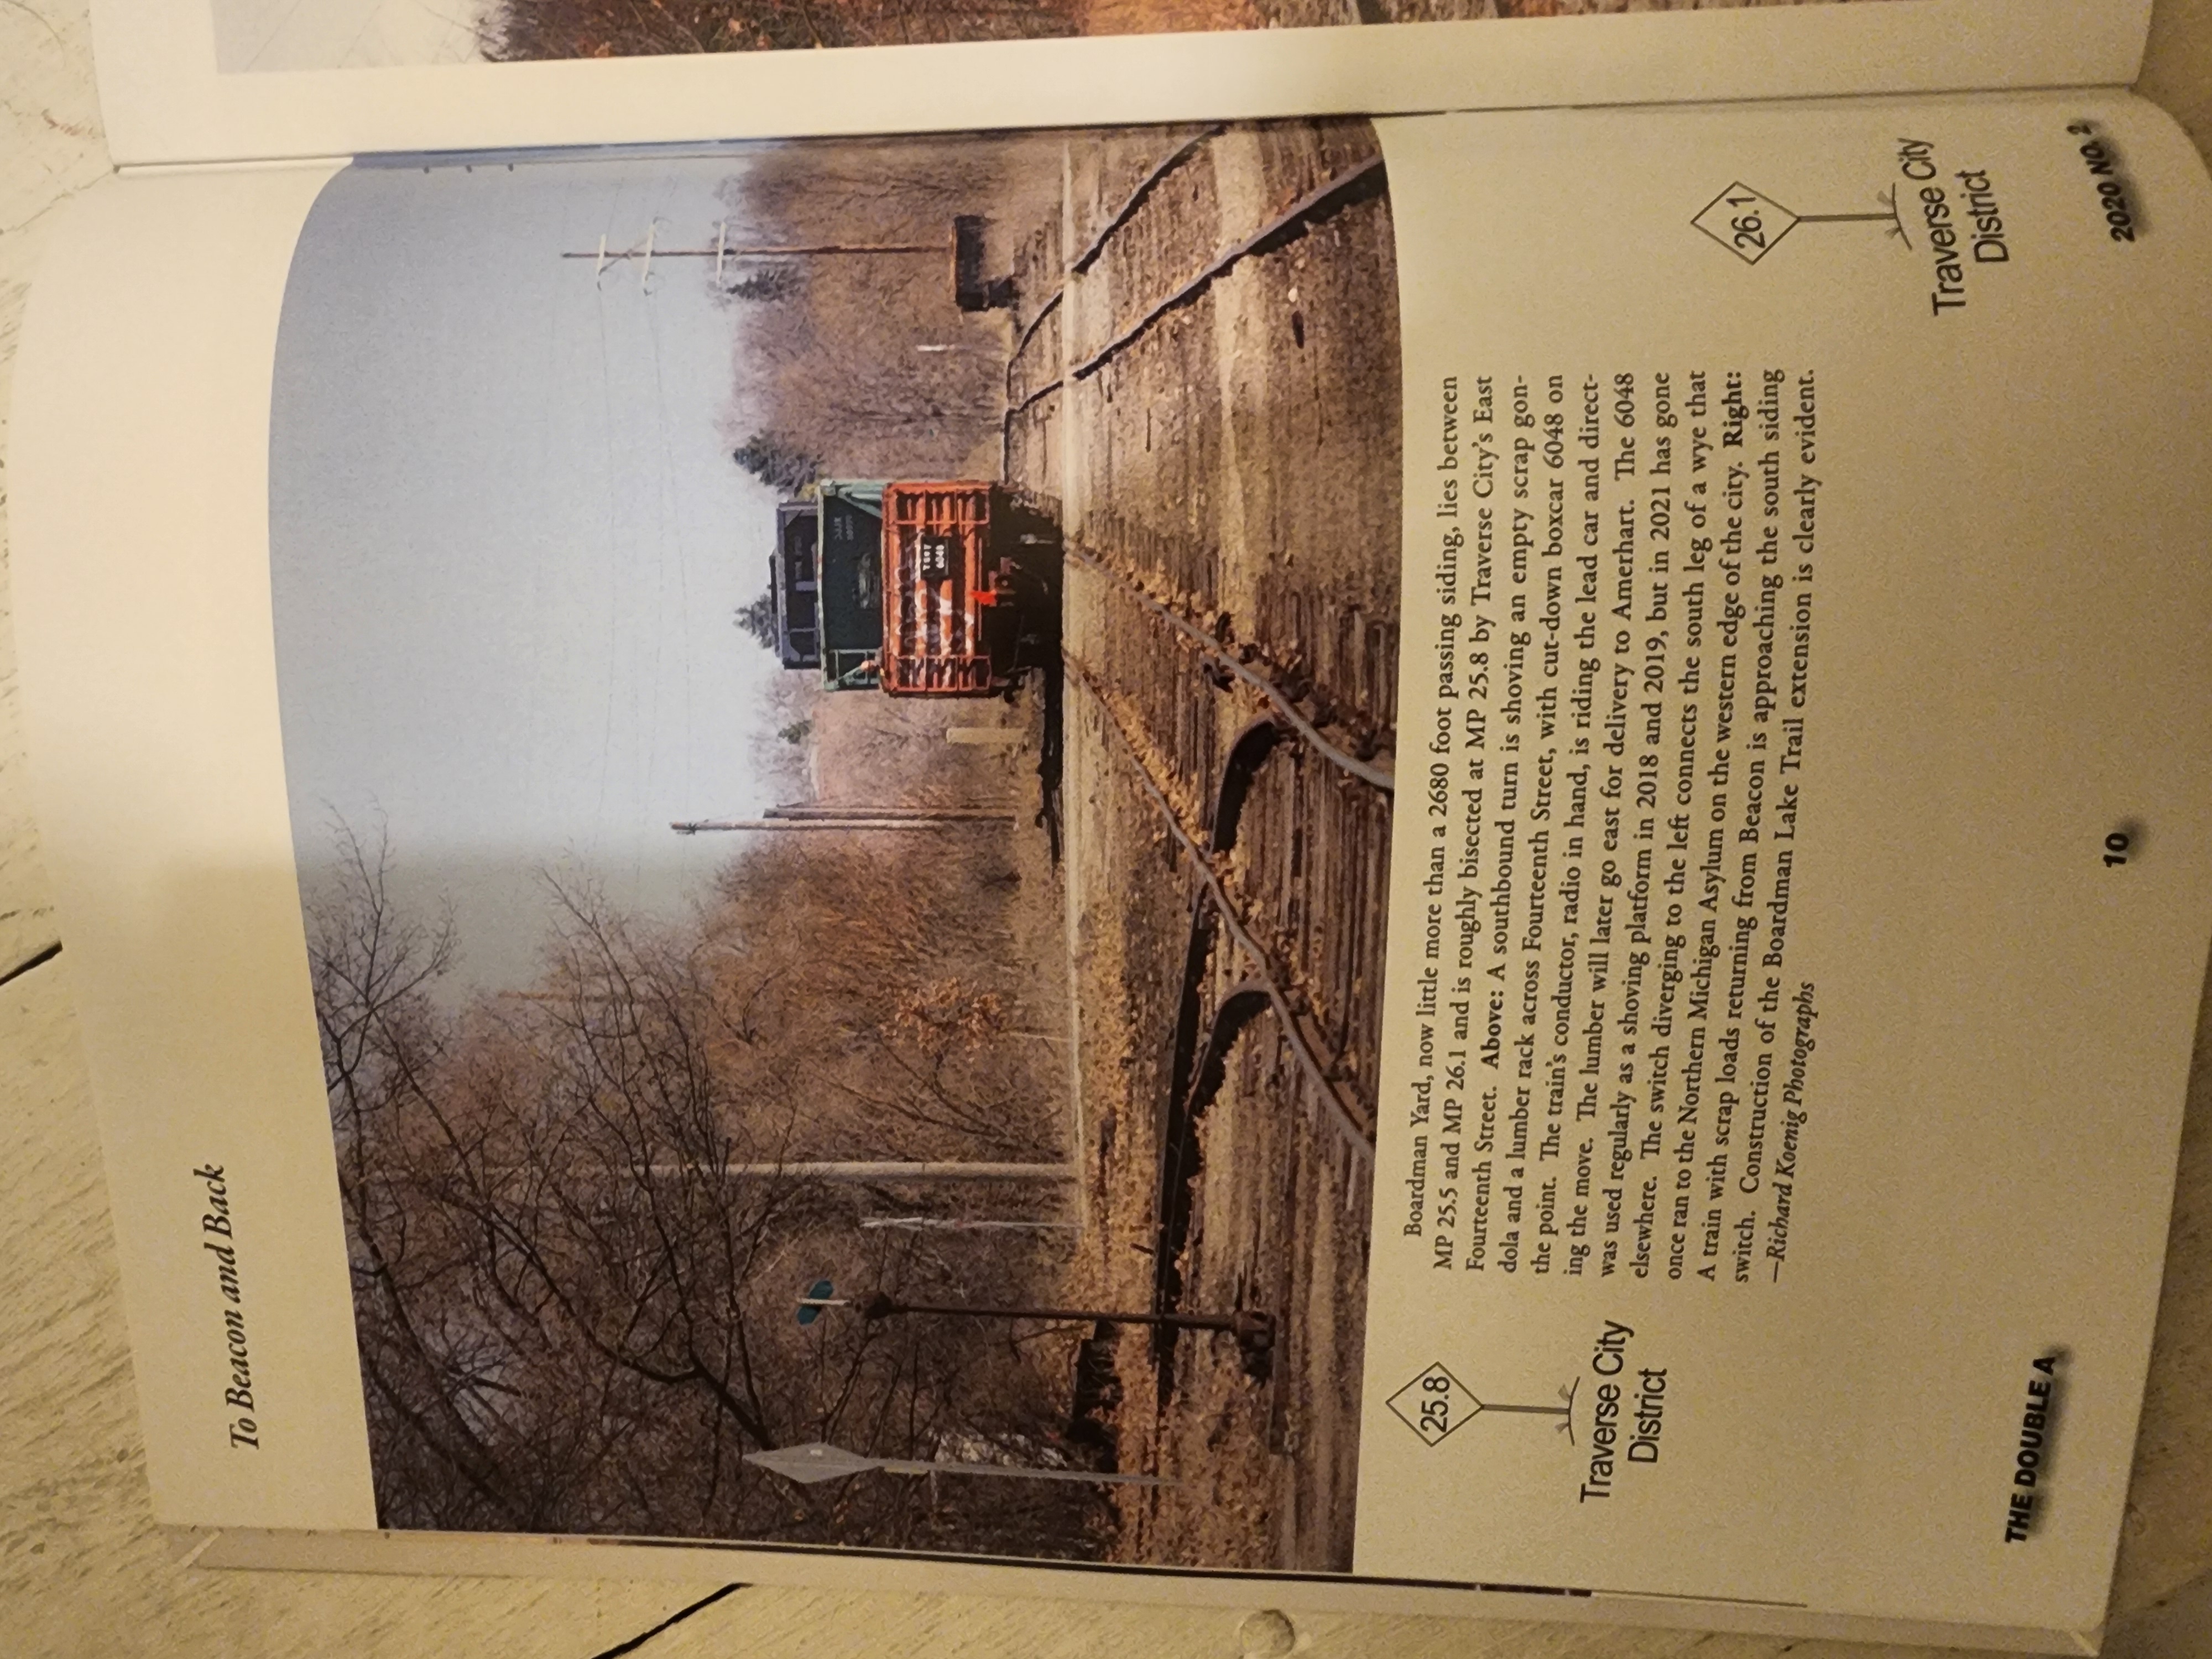 To Beacon and Back
25.8
Traverse City
District
Boardman Yard, now little more than a 2680 foot passing siding, lies between
MP 25.5 and MP 26.1 and is roughly bisected at MP 25.8 by Traverse City's East
Fourteenth Street. Above: A southbound turn is shoving an empty scrap gon-
dola and a lumber rack across Fourteenth Street, with cut-down boxcar 6048 on
the point. The train's conductor, radio in hand, is riding the lead car and direct-
ing the move. The lumber will later go east for delivery to Amerhart. The 6048
was used regularly as a shoving platform in 2018 and 2019, but in 2021 has gone
elsewhere. The switch diverging to the left connects the south leg of a wye that
once ran to the Northern Michigan Asylum on the western edge of the city. Right:
A train with scrap loads returning from Beacon is approaching the south siding
switch. Construction of the Boardman Lake Trail extension is clearly evident.
—Richard Koenig Photographs
26.1
Traverse City
District
THE DOUBLE A
10
2020 NO. 2